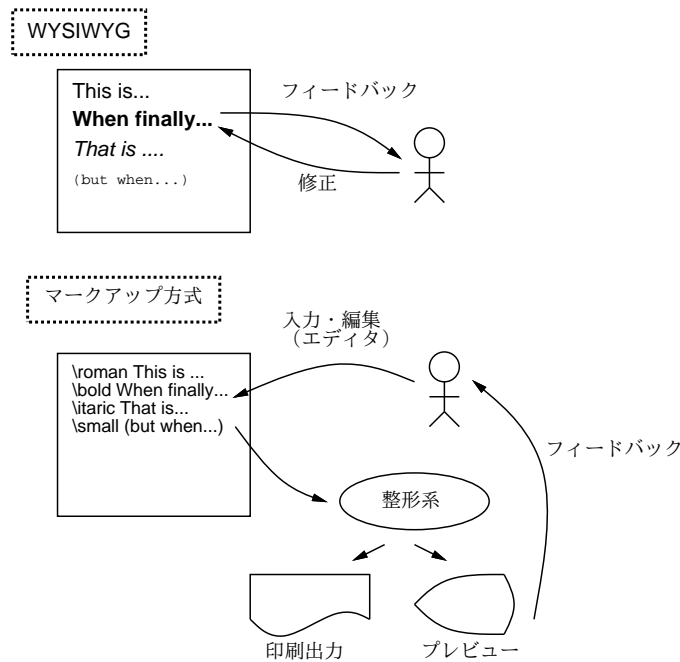 WYSIWYG
This is...
When finally...
That is ....
(but when...)
フィードバック
修正
マークアップ方式
入力・編集
（エディタ）
\roman This is ...
\bold When finally...
\itaric That is...
\small (but when...)
フィードバック
整形系
印刷出力
プレビュー